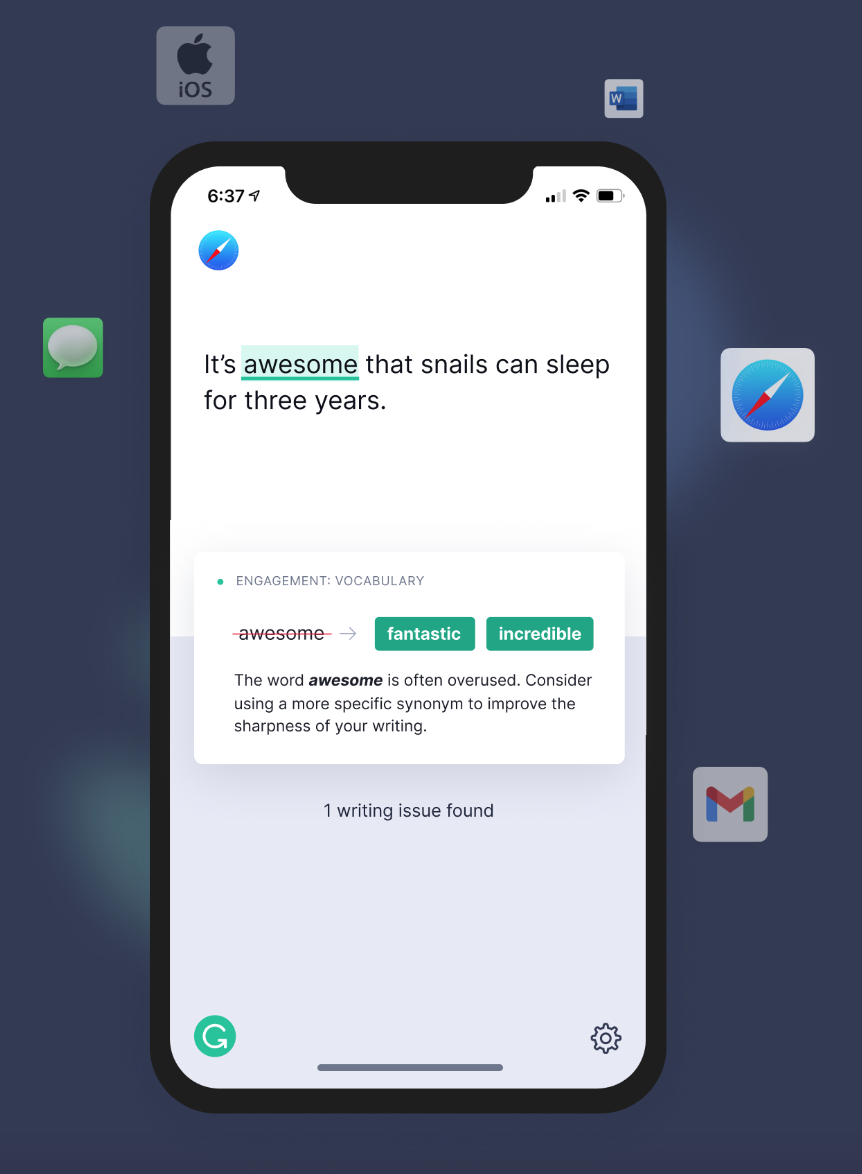 iOS
W
6:37
It’s awesome that snails can sleep
for three years.
ENGAGEMENT: VOCABULARY
awesome → fantastic incredible
The word awesome is often overused. Consider
using a more specific synonym to improve the
sharpness of your writing.
1 writing issue found